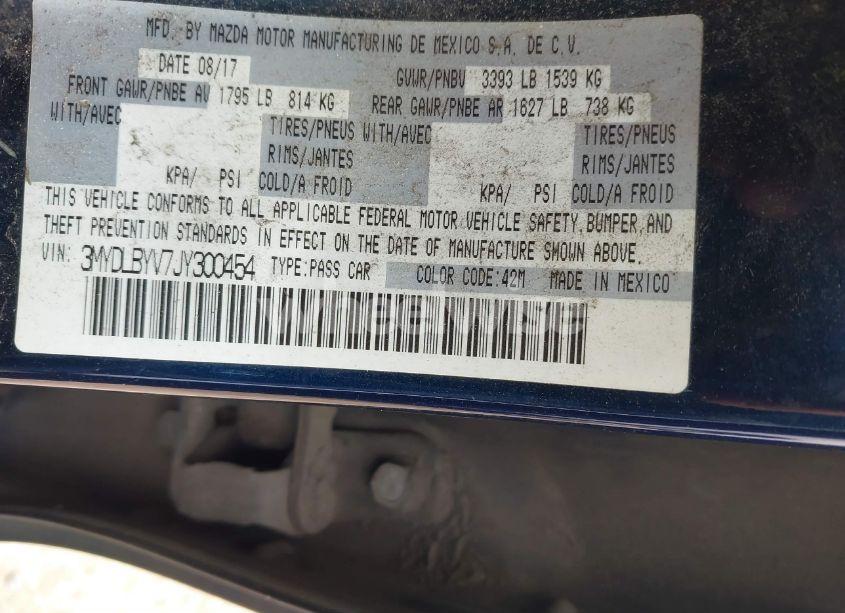 MFD. BY MAZDA MOTOR MANUFACTURING DE MEXICO S.A. DE C.V.
DATE 08/17 GVWR/PNBV 3393 LB 1539 KG
FRONT GAWR/PNBE AV 1795 LB 814 KG REAR GAWR/PNBE AR 1627 LB 738 KG
WITH/AVEC TIRES/PNEUS WITH/AVEC TIRES/PNEUS
RIMS/JANTES RIMS/JANTES
KPA/ PSI COLD/A FROID KPA/ PSI COLD/A FROID
THIS VEHICLE CONFORMS TO ALL APPLICABLE FEDERAL MOTOR VEHICLE SAFETY, BUMPER, AND
THEFT PREVENTION STANDARDS IN EFFECT ON THE DATE OF MANUFACTURE SHOWN ABOVE.
VIN: 3MYDLBYV7JY300454 TYPE:PASS CAR COLOR CODE:42M MADE IN MEXICO
WheelWise